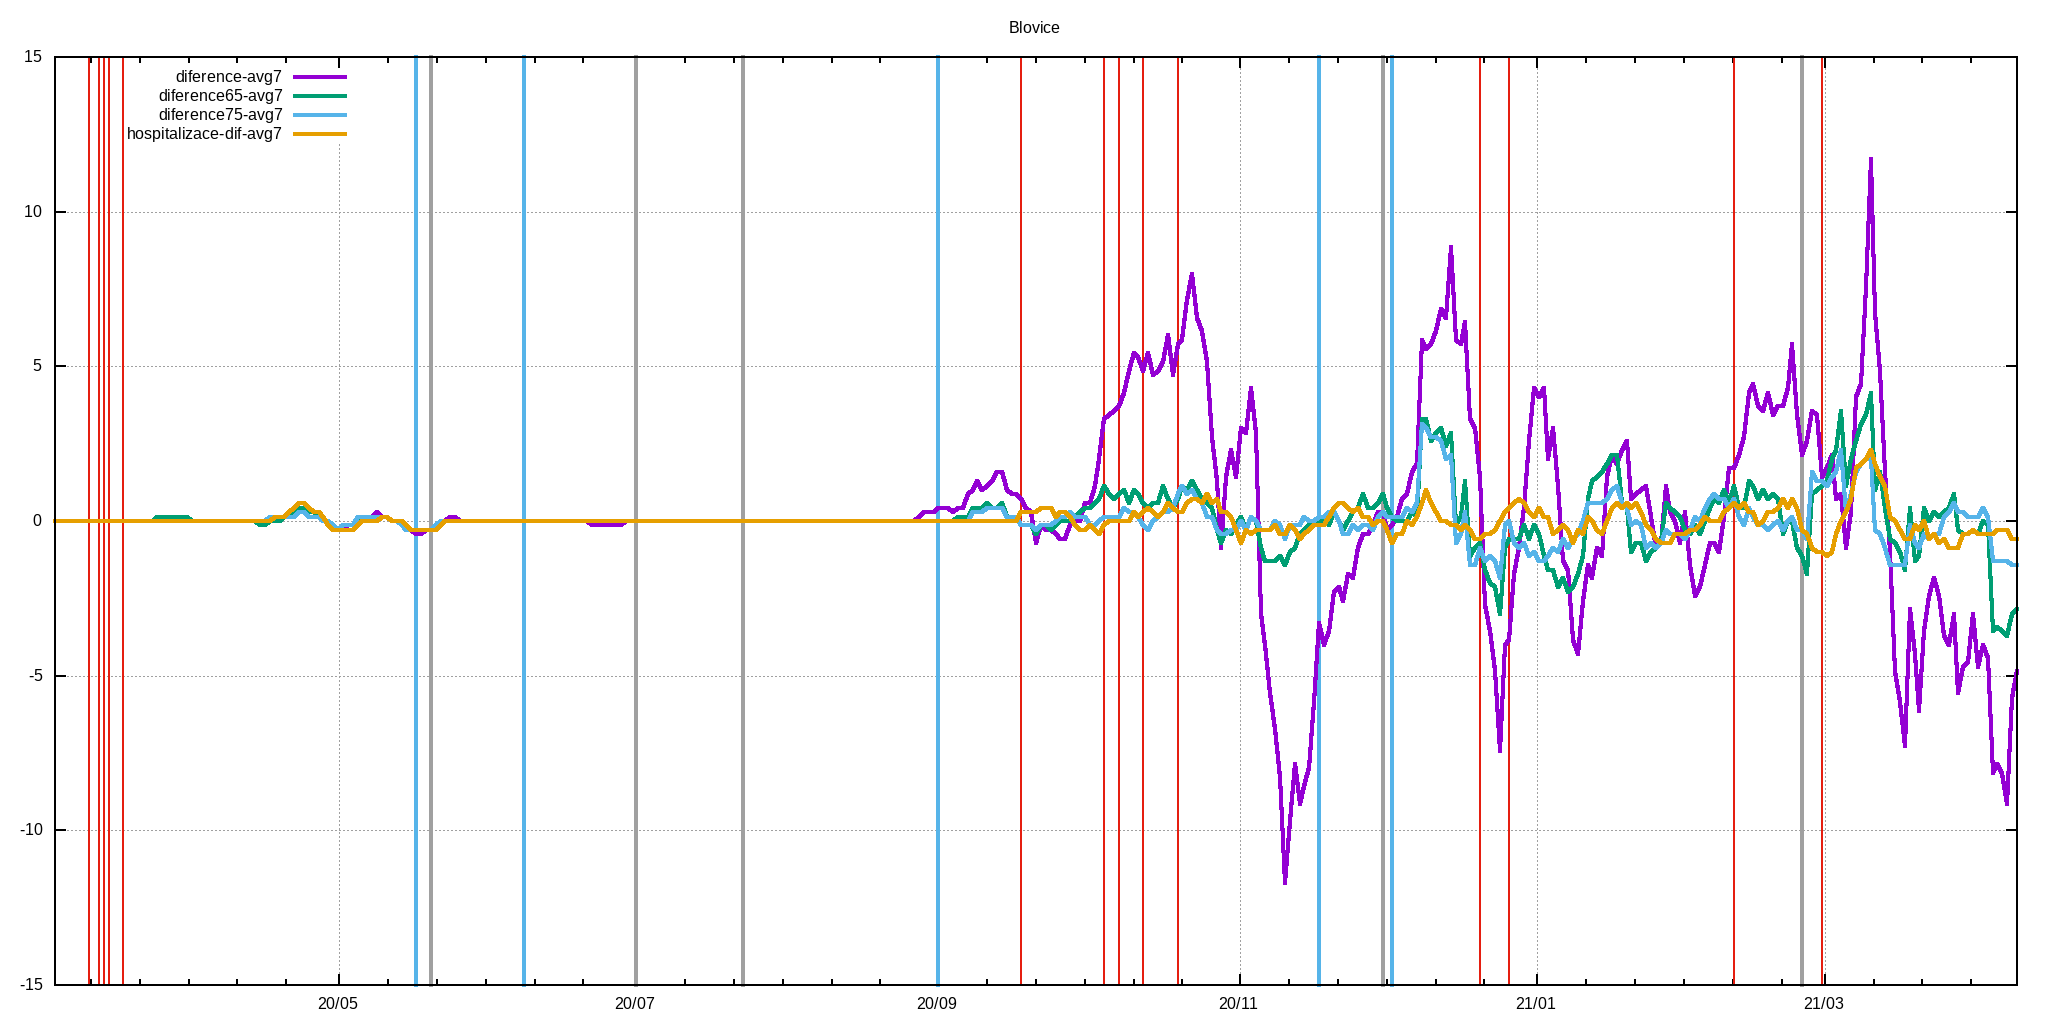 Blovice
15
diference-avg7
diference65-avg7
diference75-avg7
hospitalizace-dif-avg7
10
5
0
-5
-10
-15
20/05 20/07 20/09 20/11 21/01 21/03